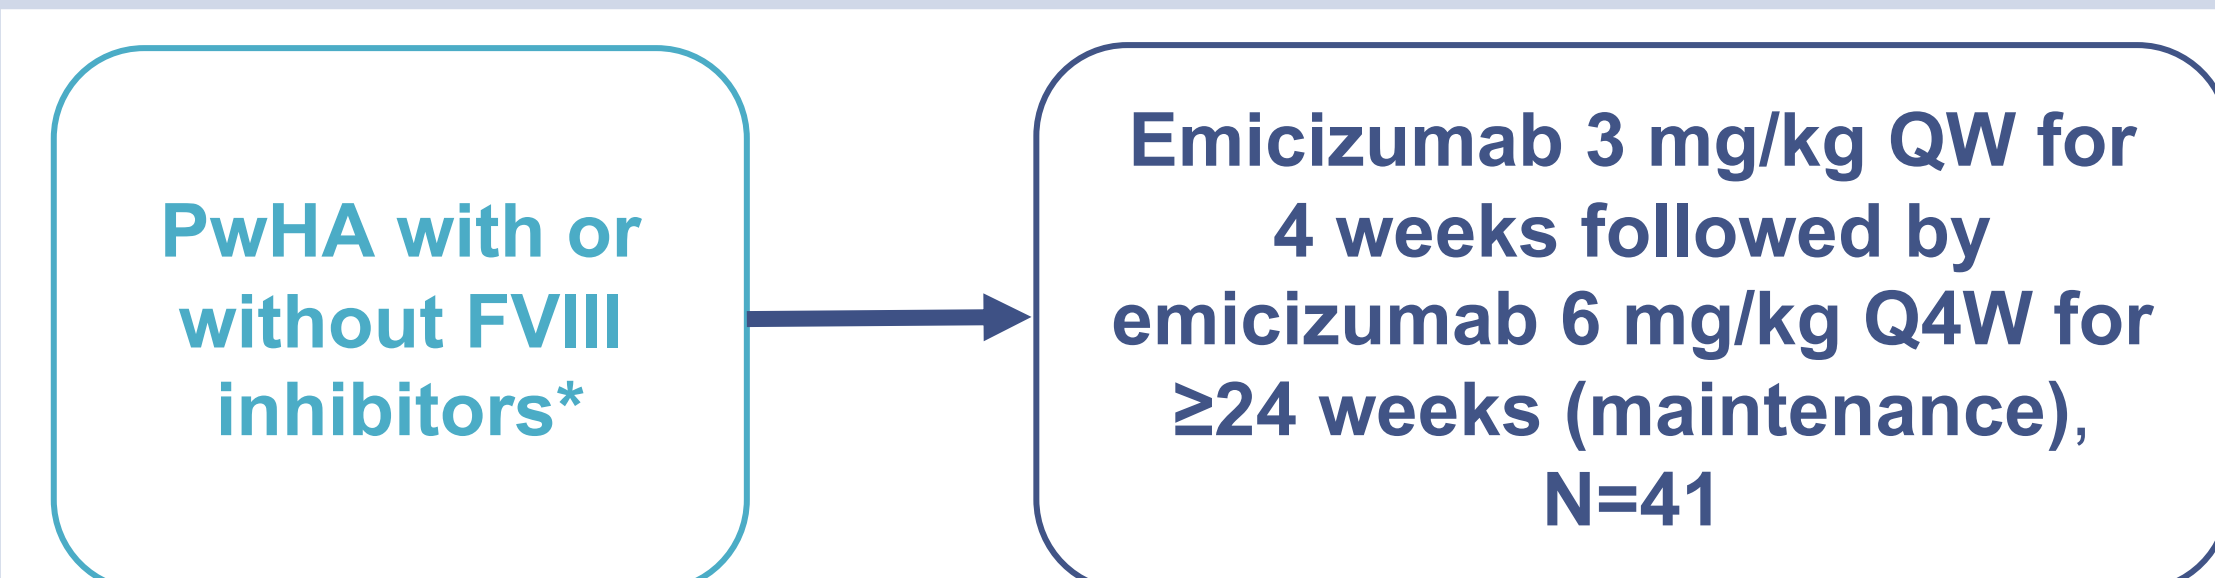 PwHA with or
without FVIII
inhibitors*
Emicizumab 3 mg/kg QW for
4 weeks followed by
emicizumab 6 mg/kg Q4W for
≥24 weeks (maintenance),
N=41